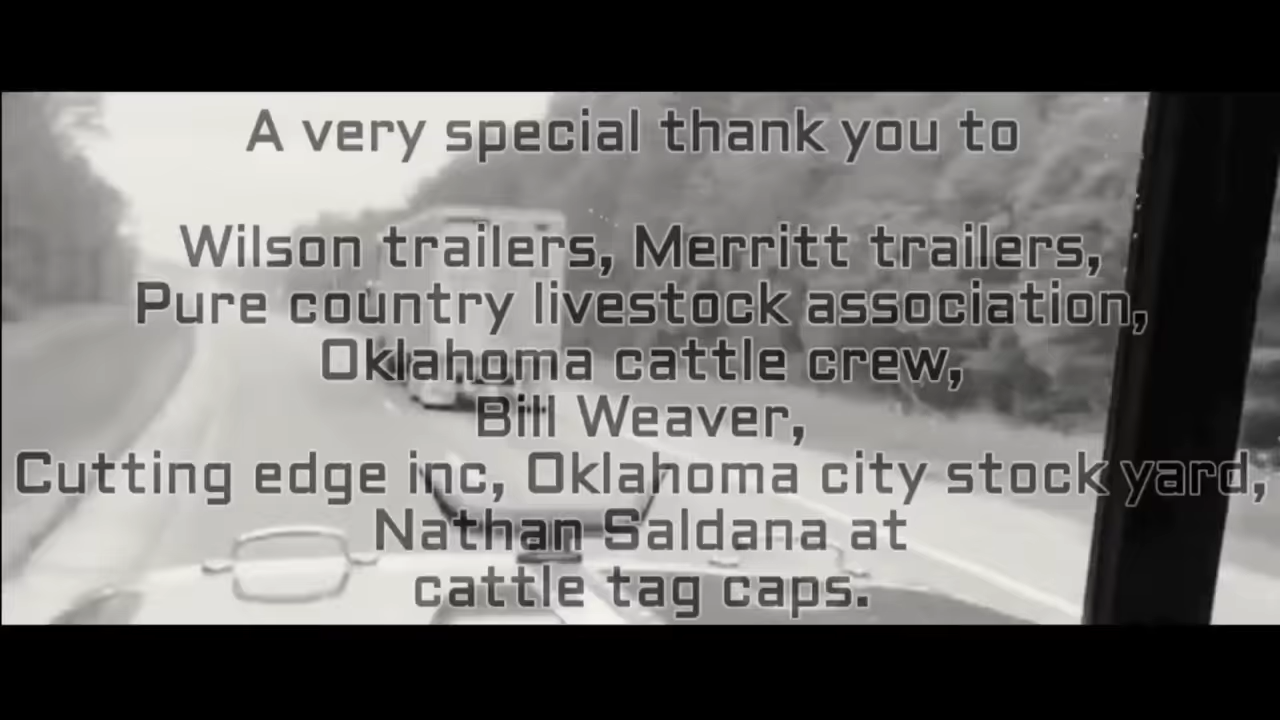 A very special thank you to
Wilson trailers, Merritt trailers,
Pure country livestock association,
Oklahoma cattle crew,
Bill Weaver,
Cutting edge inc, Oklahoma city stock yard,
Nathan Saldana at
cattle tag caps.